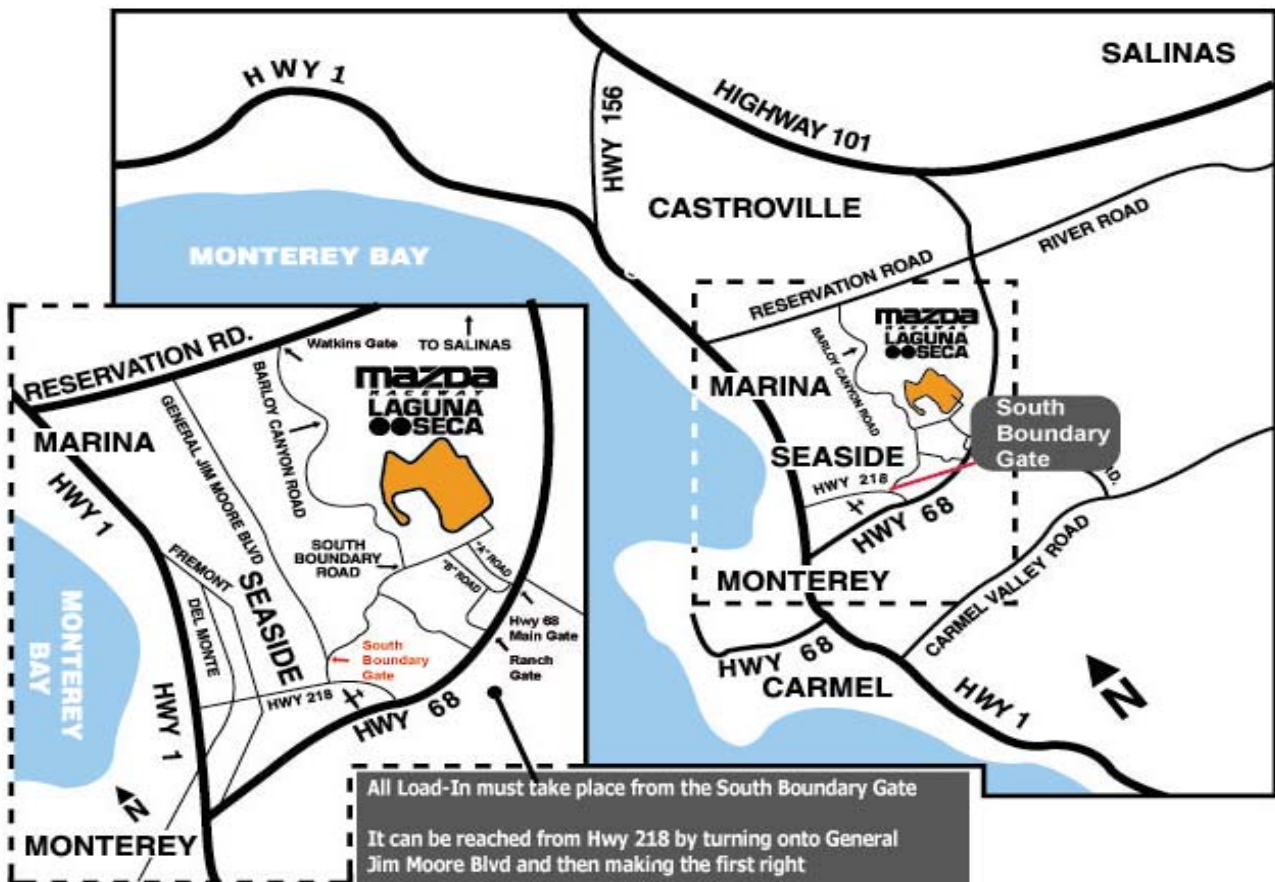 SALINAS
HWY 1
HWY 156
HIGHWAY 101
CASTROVILLE
MONTEREY BAY
RESERVATION ROAD
RIVER ROAD
mazda
RACEWAY
LAGUNA
SECA
BARLOY CANYON ROAD
MARINA
SEASIDE
South
Boundary
Gate
RD.
HWY 218
HWY 68
MONTEREY
CARMEL VALLEY ROAD
HWY 68
CARMEL
HWY 1
N
RESERVATION RD.
Watkins Gate
TO SALINAS
mazda
RACEWAY
LAGUNA
SECA
MARINA
GENERAL JIM MOORE BLVD
BARLOY CANYON ROAD
HWY 1
SOUTH
BOUNDARY
ROAD
"A" ROAD
"B" ROAD
FREMONT
SEASIDE
DEL MONTE
MONTEREY
BAY
Hwy 68
Main Gate
Ranch
Gate
South
Boundary
Gate
HWY 218
HWY 68
HWY 1
N
MONTEREY
All Load-In must take place from the South Boundary Gate
It can be reached from Hwy 218 by turning onto General
Jim Moore Blvd and then making the first right